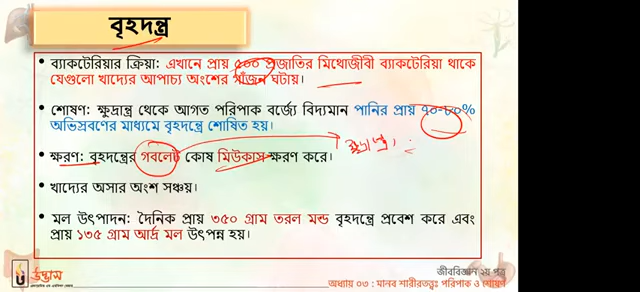 বৃহদন্ত্র
• ব্যাকটেরিয়ার ক্রিয়া: এখানে প্রায় ৫০০ প্রজাতির মিথোজীবী ব্যাকটেরিয়া থাকে
যেগুলো খাদ্যের অপাচ্য অংশের গাঁজন ঘটায়।
• শোষণ: ক্ষুদ্রান্ত্র থেকে আগত পরিপাক বর্জ্যে বিদ্যমান পানির প্রায় ৭০-৮০%
অভিস্রবণের মাধ্যমে বৃহদন্ত্রে শোষিত হয়।
• ক্ষরণ: বৃহদন্ত্রের গবলেট কোষ মিউকাস ক্ষরণ করে।
• খাদ্যের অসার অংশ সঞ্চয়।
• মল উৎপাদন: দৈনিক প্রায় ৩৫০ গ্রাম তরল মন্ড বৃহদন্ত্রে প্রবেশ করে এবং
প্রায় ১৩৫ গ্রাম আর্দ্র মল উৎপন্ন হয়।
উদ্ভাস
জীববিজ্ঞান ২য় পত্র
অধ্যায় ০৩ : মানব শারীরতত্ত্ব: পরিপাক ও শোষণ